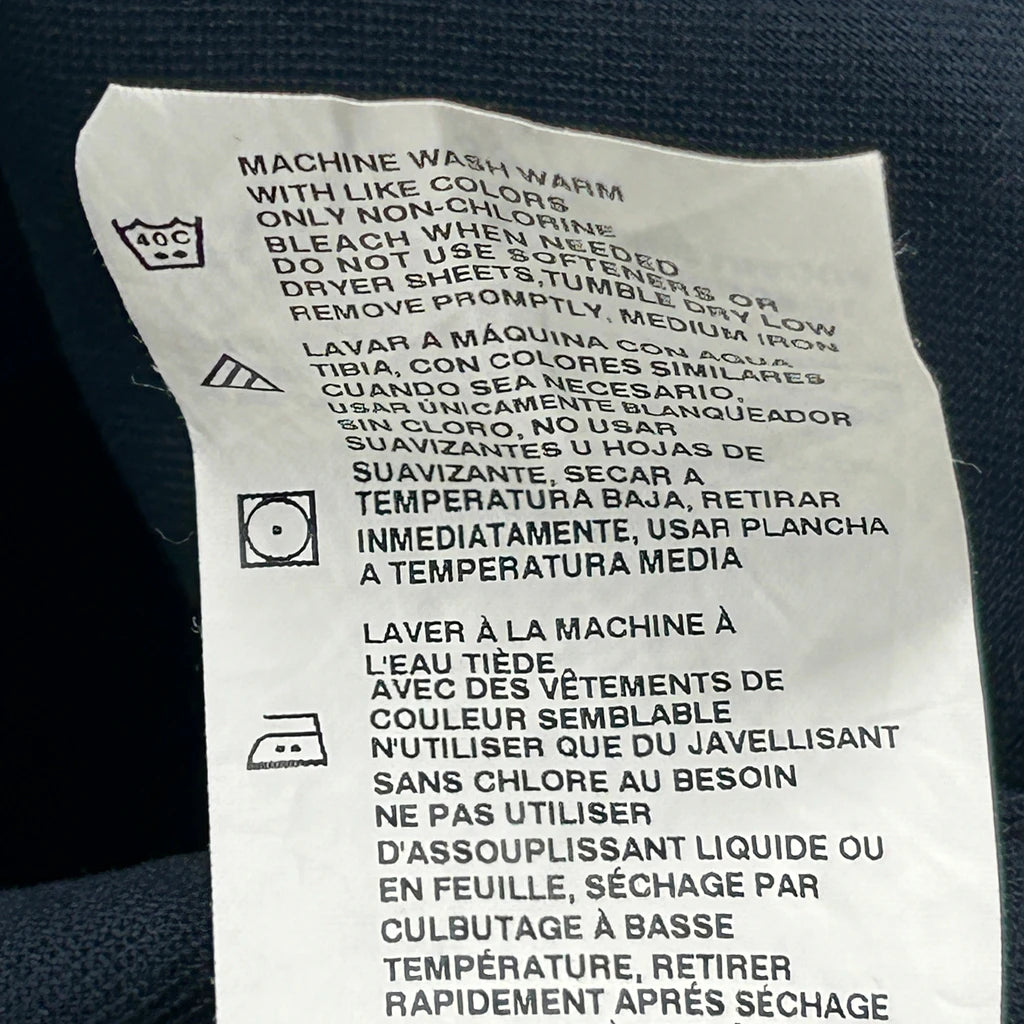 MACHINE WASH WARM
WITH LIKE COLORS
ONLY NON-CHLORINE
BLEACH WHEN NEEDED
DO NOT USE SOFTENERS OR
DRYER SHEETS,TUMBLE DRY LOW
REMOVE PROMPTLY. MEDIUM IRON
40C
LAVAR A MÁQUINA CON AGUA
TIBIA, CON COLORES SIMILARES
CUANDO SEA NECESARIO,
USAR ÚNICAMENTE BLANQUEADOR
SIN CLORO, NO USAR
SUAVIZANTES U HOJAS DE
SUAVIZANTE, SECAR A
TEMPERATURA BAJA, RETIRAR
INMEDIATAMENTE, USAR PLANCHA
A TEMPERATURA MEDIA
LAVER À LA MACHINE À
L'EAU TIÈDE
AVEC DES VÊTEMENTS DE
COULEUR SEMBLABLE
N'UTILISER QUE DU JAVELLISANT
SANS CHLORE AU BESOIN
NE PAS UTILISER
D'ASSOUPLISSANT LIQUIDE OU
EN FEUILLE, SÉCHAGE PAR
CULBUTAGE À BASSE
TEMPÉRATURE, RETIRER
RAPIDEMENT APRÉS SÉCHAGE